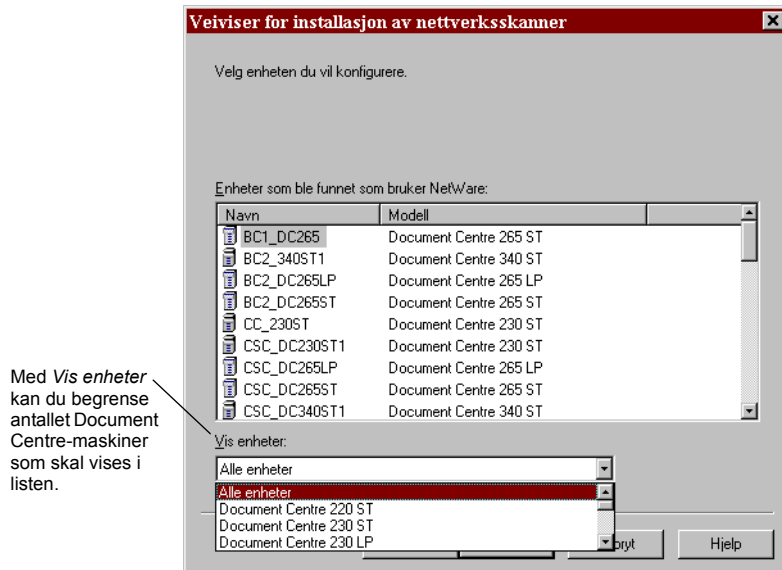 Veiviser for installasjon av nettverksskanner
Velg enheten du vil konfigurere.
Enheter som ble funnet som bruker NetWare:
Navn Modell
BC1_DC265 Document Centre 265 ST
BC2_340ST1 Document Centre 340 ST
BC2_DC265LP Document Centre 265 LP
BC2_DC265ST Document Centre 265 ST
CC_230ST Document Centre 230 ST
CSC_DC230ST1 Document Centre 230 ST
CSC_DC265LP Document Centre 265 LP
CSC_DC265ST Document Centre 265 ST
CSC_DC340ST1 Document Centre 340 ST
Med Vis enheter
kan du begrense
antallet Document
Centre-maskiner
som skal vises i
listen.
Vis enheter:
Alle enheter
Alle enheter
Document Centre 220 ST
Document Centre 230 ST
Document Centre 230 LP
Hjelp